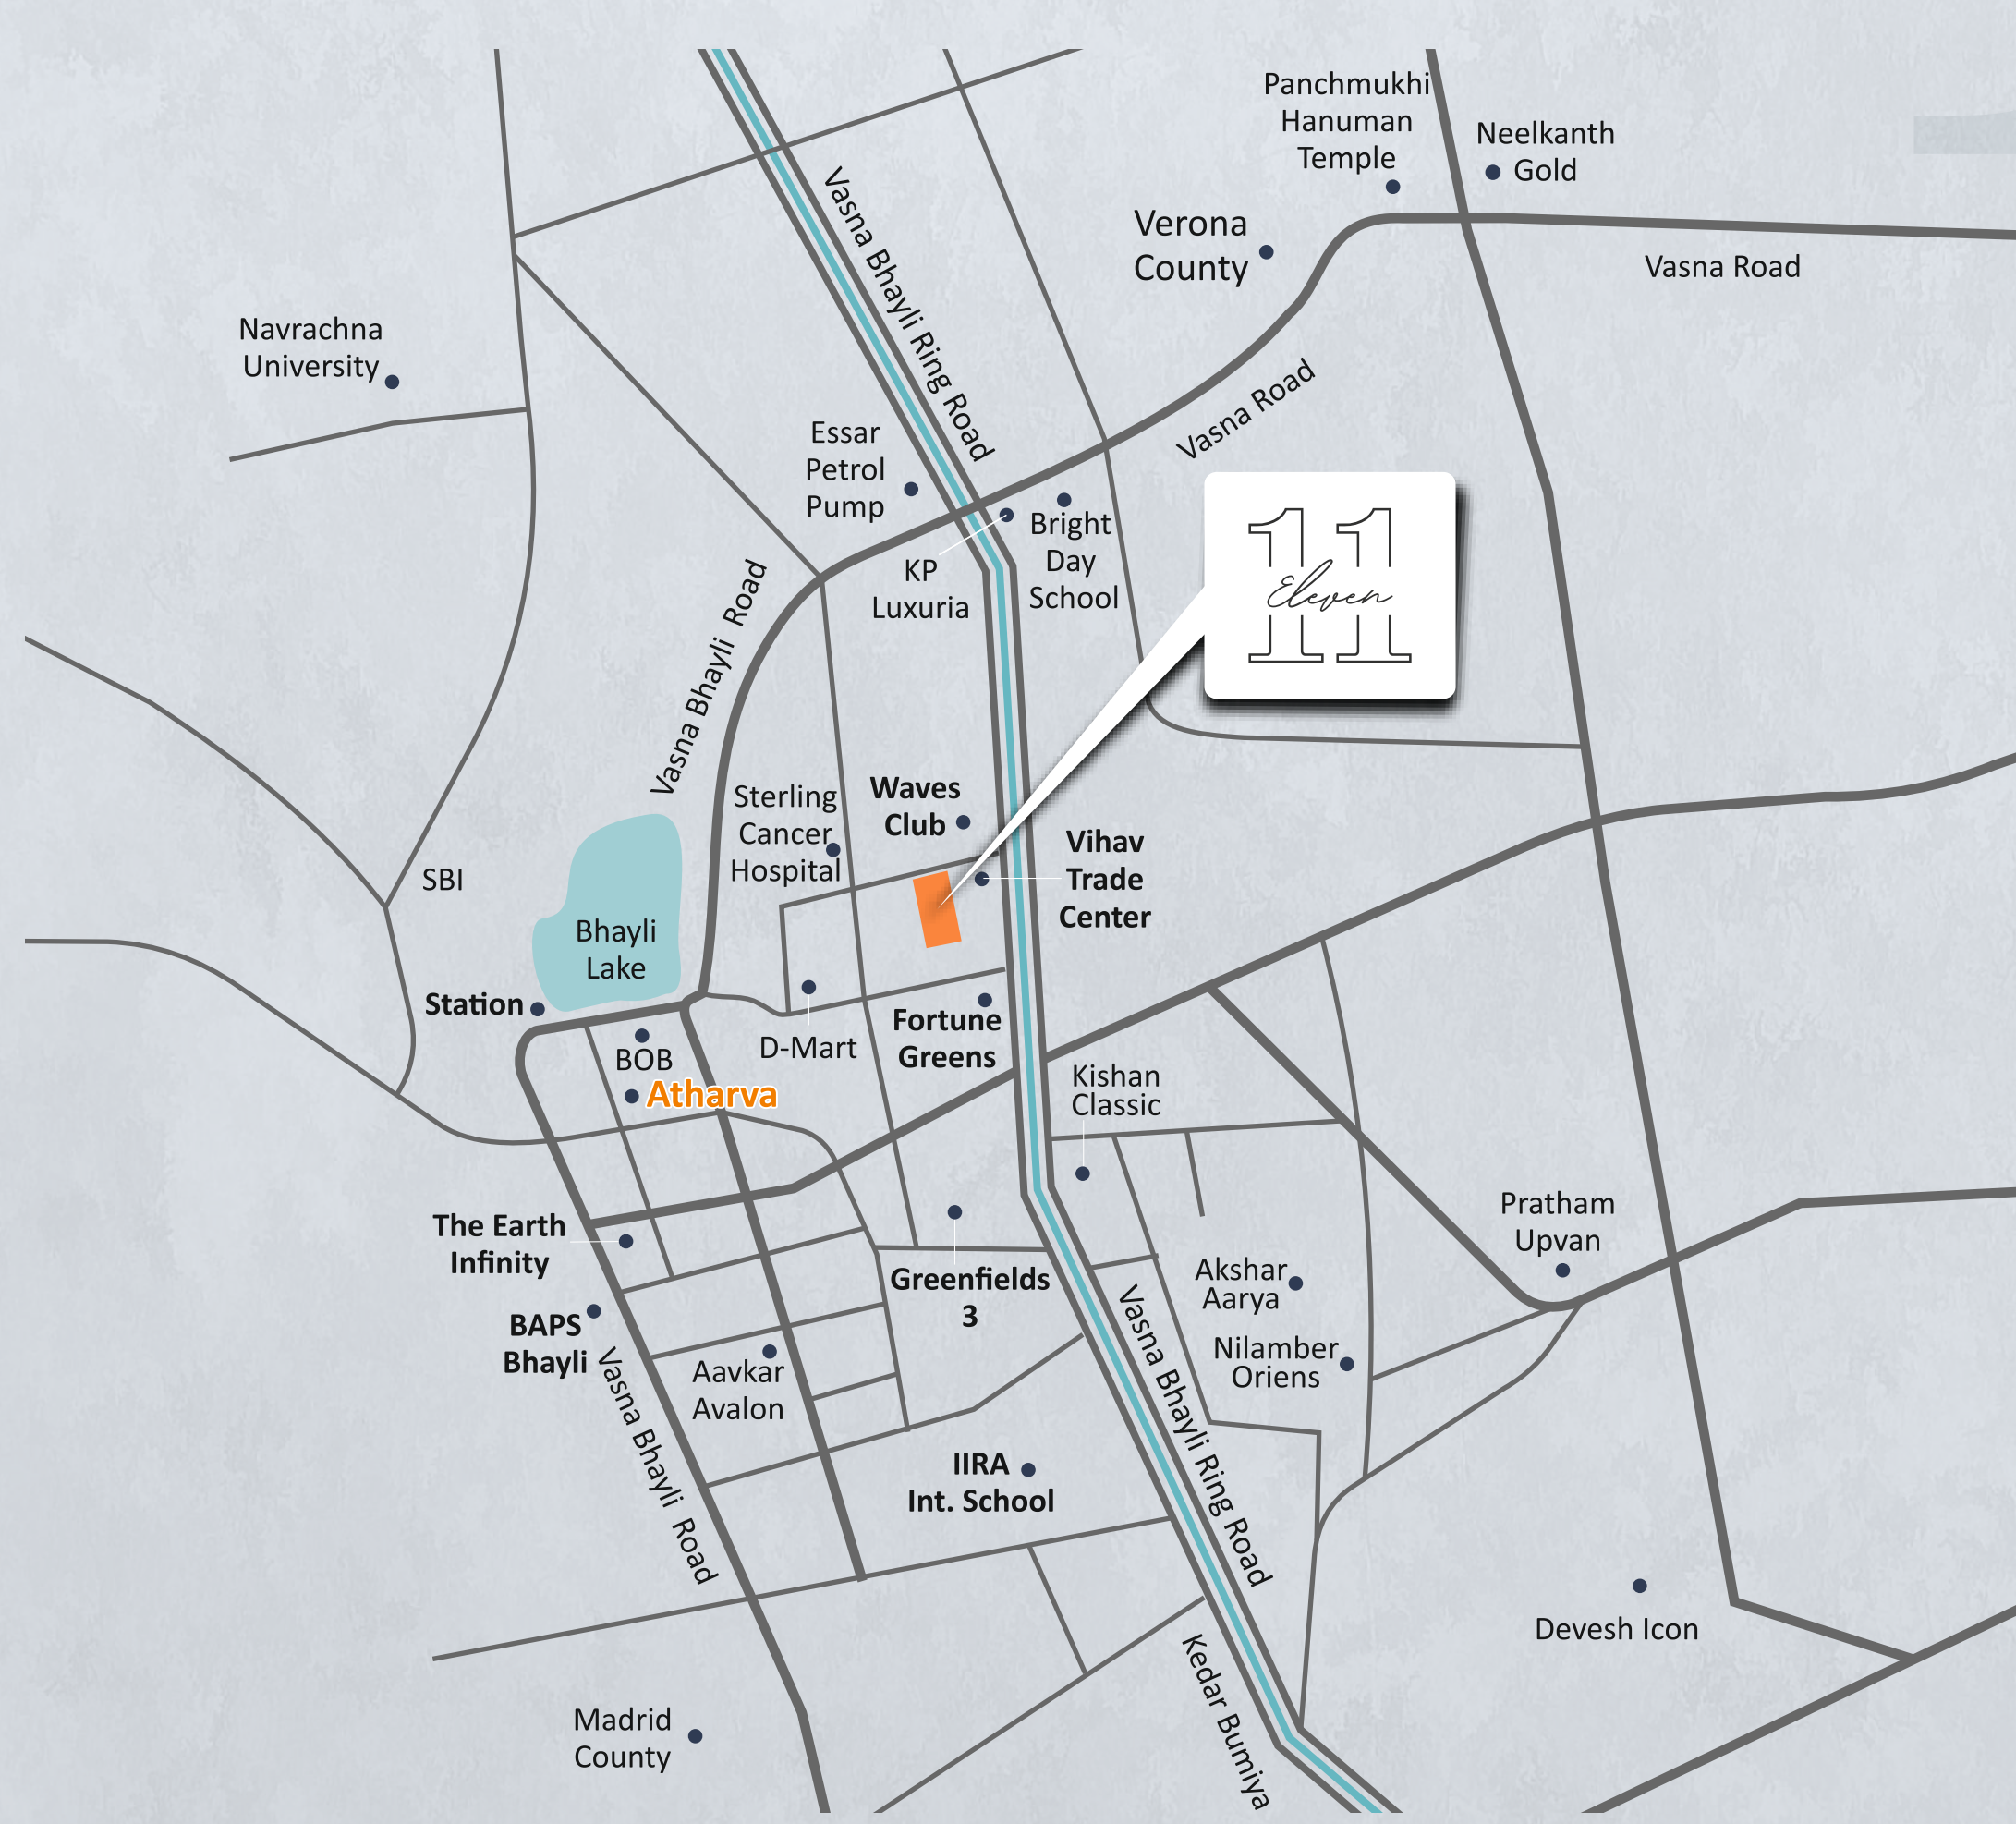 Panchmukhi
Hanuman
Temple
Neelkanth
Gold
Verona
County
Vasna Road
Vasna Bhayli Ring Road
Navrachna
University
Vasna Road
Essar
Petrol
Pump
KP
Luxuria
Bright
Day
School
11
Eleven
Vasna Bhayli Road
Sterling
Cancer
Hospital
Waves
Club
Vihav
Trade
Center
SBI
Bhayli
Lake
Station
BOB
Atharva
D-Mart
Fortune
Greens
Kishan
Classic
The Earth
Infinity
BAPS
Bhayli
Greenfields
3
Akshar
Aarya
Pratham
Upvan
Nilamber
Oriens
Aavkar
Avalon
Vasna Bhayli Road
Vasna Bhayli Ring Road
IIRA
Int. School
Devesh Icon
Madrid
County
Kedar Bumiya